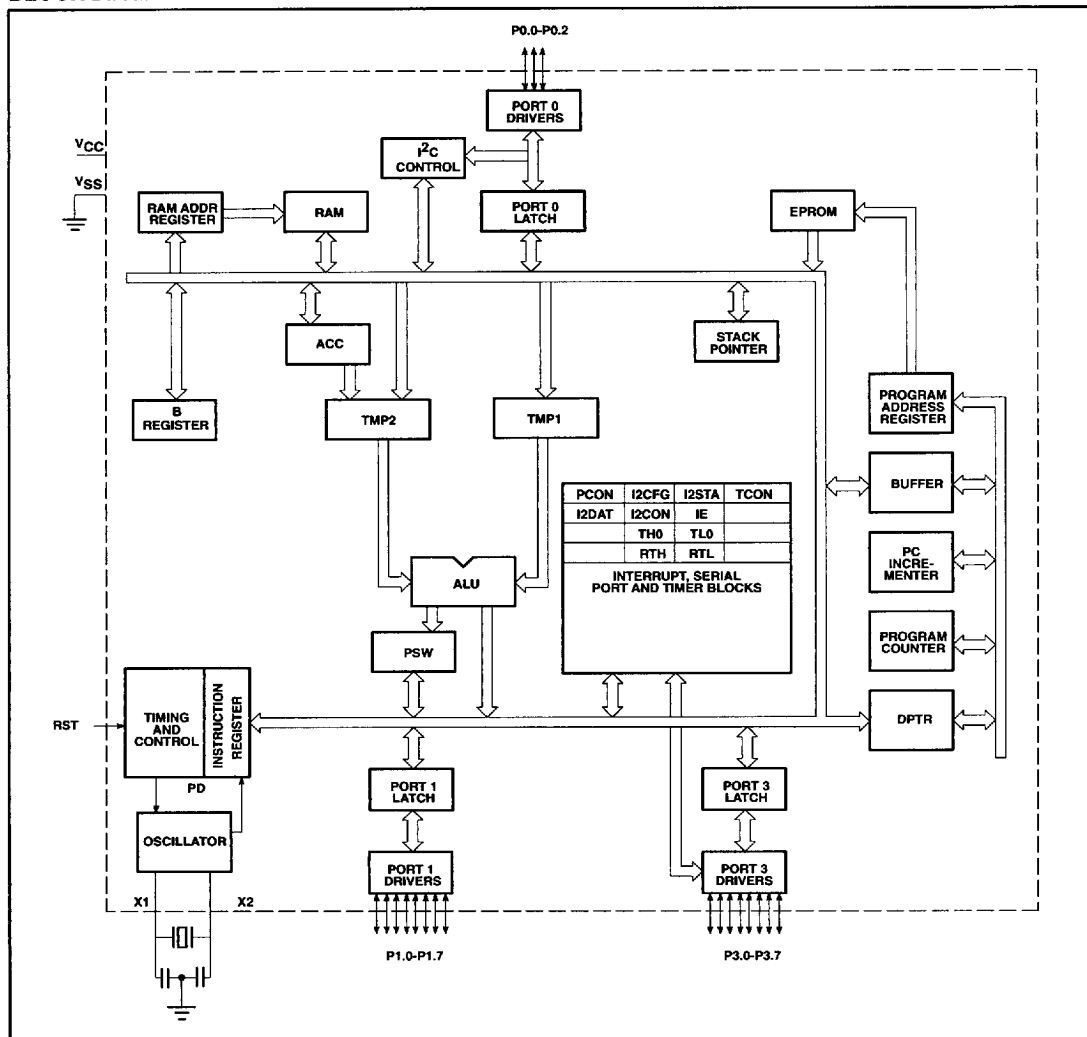 P0.0-P0.2
PORT 0
DRIVERS
VCC
I2C
CONTROL
VSS
RAM ADDR
REGISTER
RAM
PORT 0
LATCH
EPROM
ACC
STACK
POINTER
B
REGISTER
TMP2
TMP1
PROGRAM
ADDRESS
REGISTER
BUFFER
PCON I2CFG I2STA TCON
I2DAT I2CON IE
TH0 TL0
RTH RTL
INTERRUPT, SERIAL
PORT AND TIMER BLOCKS
PC
INCRE-
MENTER
ALU
PSW
PROGRAM
COUNTER
RST
TIMING
AND
CONTROL
INSTRUCTION
REGISTER
DPTR
PD
PORT 1
LATCH
PORT 3
LATCH
OSCILLATOR
PORT 1
DRIVERS
PORT 3
DRIVERS
X1
X2
P1.0-P1.7
P3.0-P3.7